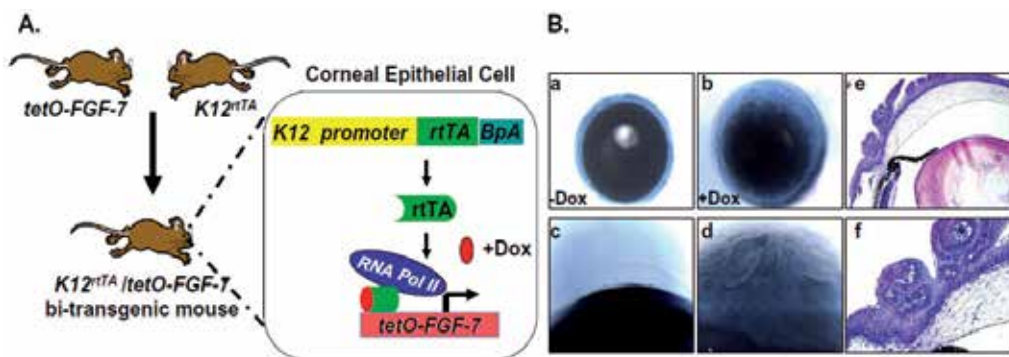 A.
tetO-FGF-7
K12rtTA
K12rtTA/tetO-FGF-7
bi-transgenic mouse
Corneal Epithelial Cell
K12 promoter rtTA BpA
rtTA
+Dox
RNA Pol II
tetO-FGF-7
B.
a
-Dox
b
+Dox
e
c
d
f